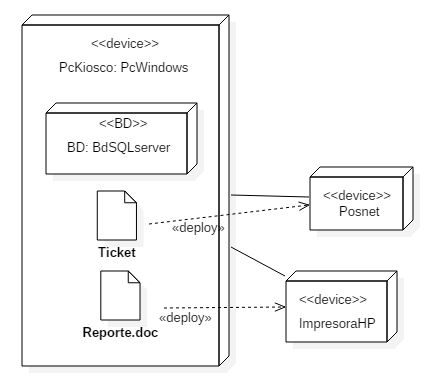 <<device>>
PcKiosco: PcWindows
<<BD>>
BD: BdSQLserver
<<device>>
Posnet
«deploy»
Ticket
<<device>>
ImpresoraHP
«deploy»
Reporte.doc